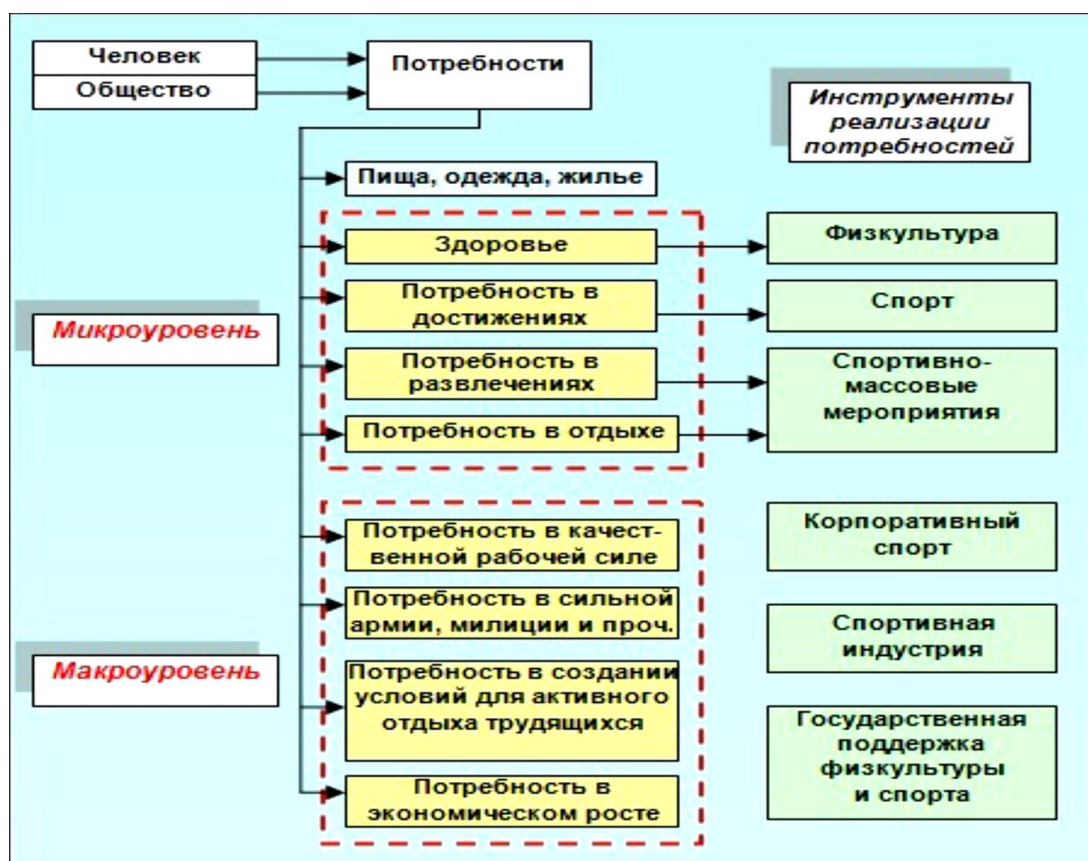 Человек
Общество
Потребности
Инструменты
реализации
потребностей
Пища, одежда, жилье
Здоровье
Физкультура
Потребность в
достижениях
Спорт
Микроуровень
Потребность в
развлечениях
Спортивно-
массовые
мероприятия
Потребность в отдыхе
Потребность в качест-
венной рабочей силе
Корпоративный
спорт
Потребность в сильной
армии, милиции и проч.
Спортивная
индустрия
Макроуровень
Потребность в создании
условий для активного
отдыха трудящихся
Государственная
поддержка
физкультуры
и спорта
Потребность в
экономическом росте